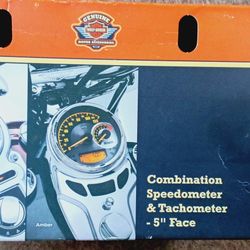 GENUINE
HARLEY-DAVIDSON
MOTOR ACCESSORIES
Combination
Speedometer
& Tachometer
- 5" Face
Amber